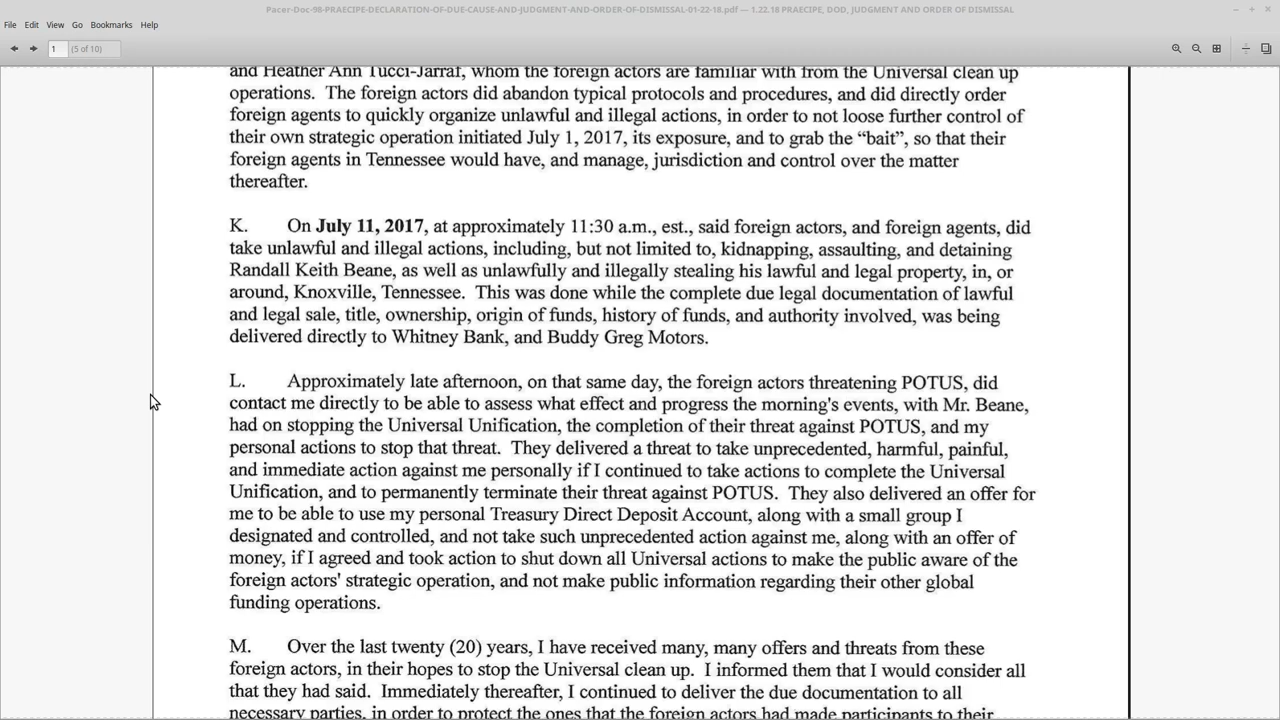 Pacer-Doc-98-PRAECIPE-DECLARATION-OF-DUE-CAUSE-AND-JUDGMENT-AND-ORDER-OF-DISMISSAL-01-22-18.pdf — 1.22.18 PRAECIPE, DOD, JUDGMENT AND ORDER OF DISMISSAL
File Edit View Go Bookmarks Help
1 (5 of 10)
and Heather Ann Tucci-Jarraf, whom the foreign actors are familiar with from the Universal clean up
operations. The foreign actors did abandon typical protocols and procedures, and did directly order
foreign agents to quickly organize unlawful and illegal actions, in order to not loose further control of
their own strategic operation initiated July 1, 2017, its exposure, and to grab the “bait”, so that their
foreign agents in Tennessee would have, and manage, jurisdiction and control over the matter
thereafter.
K. On July 11, 2017, at approximately 11:30 a.m., est., said foreign actors, and foreign agents, did
take unlawful and illegal actions, including, but not limited to, kidnapping, assaulting, and detaining
Randall Keith Beane, as well as unlawfully and illegally stealing his lawful and legal property, in, or
around, Knoxville, Tennessee. This was done while the complete due legal documentation of lawful
and legal sale, title, ownership, origin of funds, history of funds, and authority involved, was being
delivered directly to Whitney Bank, and Buddy Greg Motors.
L. Approximately late afternoon, on that same day, the foreign actors threatening POTUS, did
contact me directly to be able to assess what effect and progress the morning's events, with Mr. Beane,
had on stopping the Universal Unification, the completion of their threat against POTUS, and my
personal actions to stop that threat. They delivered a threat to take unprecedented, harmful, painful,
and immediate action against me personally if I continued to take actions to complete the Universal
Unification, and to permanently terminate their threat against POTUS. They also delivered an offer for
me to be able to use my personal Treasury Direct Deposit Account, along with a small group I
designated and controlled, and not take such unprecedented action against me, along with an offer of
money, if I agreed and took action to shut down all Universal actions to make the public aware of the
foreign actors' strategic operation, and not make public information regarding their other global
funding operations.
M. Over the last twenty (20) years, I have received many, many offers and threats from these
foreign actors, in their hopes to stop the Universal clean up. I informed them that I would consider all
that they had said. Immediately thereafter, I continued to deliver the due documentation to all
necessary parties, in order to protect the ones that the foreign actors had made participants to their